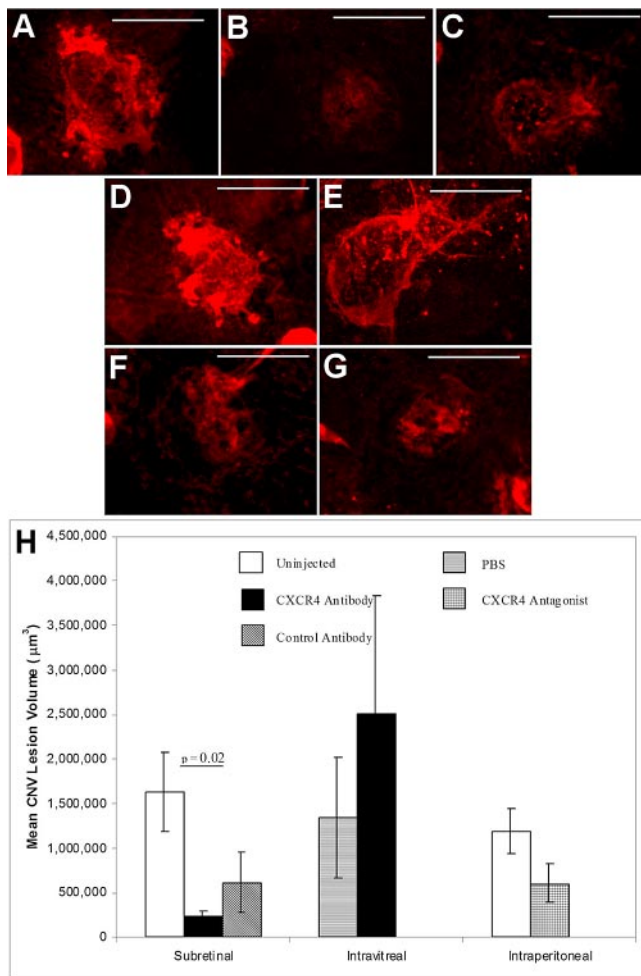 A
B
C
D
E
F
G
H
4,500,000
4,000,000
3,500,000
3,000,000
2,500,000
2,000,000
1,500,000
1,000,000
500,000
0
Mean CNV Lesion Volume (μm³)
Uninjected
CXCR4 Antibody
Control Antibody
PBS
CXCR4 Antagonist
p = 0.02
Subretinal
Intravitreal
Intraperitoneal